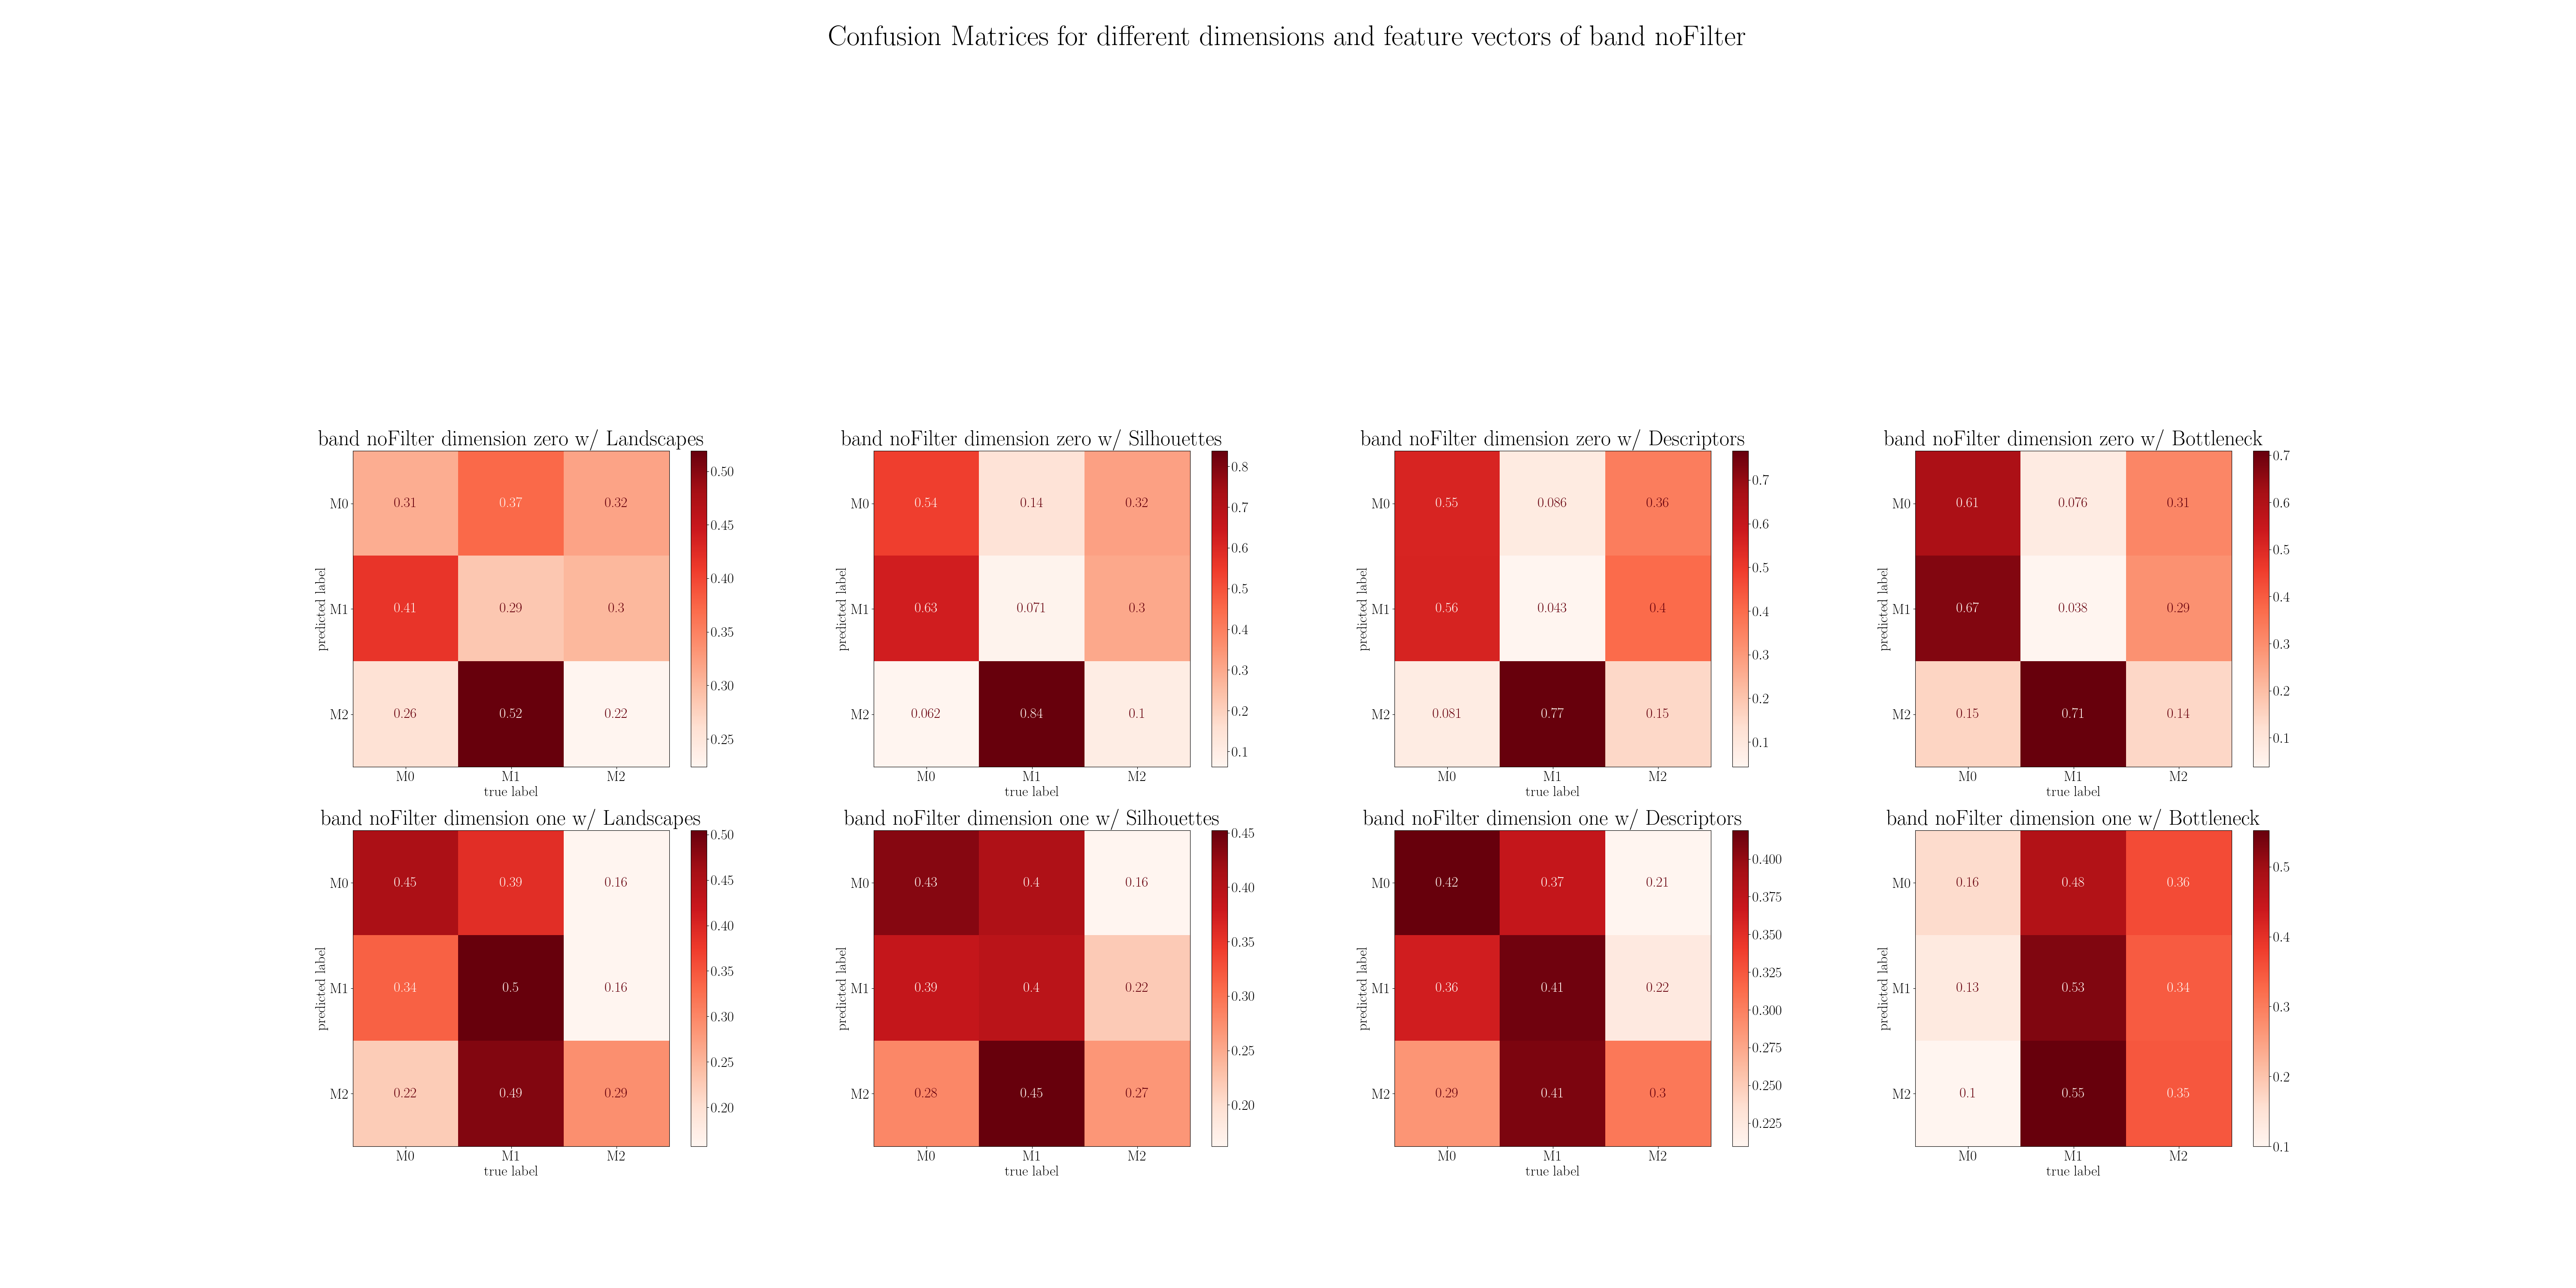 Confusion Matrices for different dimensions and feature vectors of band noFilter
band noFilter dimension zero w/ Landscapes
predicted label
M0 0.31 0.37 0.32
M1 0.41 0.29 0.3
M2 0.26 0.52 0.22
M0 M1 M2
true label
0.50
0.45
0.40
0.35
0.30
0.25
band noFilter dimension zero w/ Silhouettes
predicted label
M0 0.54 0.14 0.32
M1 0.63 0.071 0.3
M2 0.062 0.84 0.1
M0 M1 M2
true label
0.8
0.7
0.6
0.5
0.4
0.3
0.2
0.1
band noFilter dimension zero w/ Descriptors
predicted label
M0 0.55 0.086 0.36
M1 0.56 0.043 0.4
M2 0.081 0.77 0.15
M0 M1 M2
true label
0.7
0.6
0.5
0.4
0.3
0.2
0.1
band noFilter dimension zero w/ Bottleneck
predicted label
M0 0.61 0.076 0.31
M1 0.67 0.038 0.29
M2 0.15 0.71 0.14
M0 M1 M2
true label
0.7
0.6
0.5
0.4
0.3
0.2
0.1
band noFilter dimension one w/ Landscapes
predicted label
M0 0.45 0.39 0.16
M1 0.34 0.5 0.16
M2 0.22 0.49 0.29
M0 M1 M2
true label
0.50
0.45
0.40
0.35
0.30
0.25
0.20
band noFilter dimension one w/ Silhouettes
predicted label
M0 0.43 0.4 0.16
M1 0.39 0.4 0.22
M2 0.28 0.45 0.27
M0 M1 M2
true label
0.45
0.40
0.35
0.30
0.25
0.20
band noFilter dimension one w/ Descriptors
predicted label
M0 0.42 0.37 0.21
M1 0.36 0.41 0.22
M2 0.29 0.41 0.3
M0 M1 M2
true label
0.400
0.375
0.350
0.325
0.300
0.275
0.250
0.225
band noFilter dimension one w/ Bottleneck
predicted label
M0 0.16 0.48 0.36
M1 0.13 0.53 0.34
M2 0.1 0.55 0.35
M0 M1 M2
true label
0.5
0.4
0.3
0.2
0.1